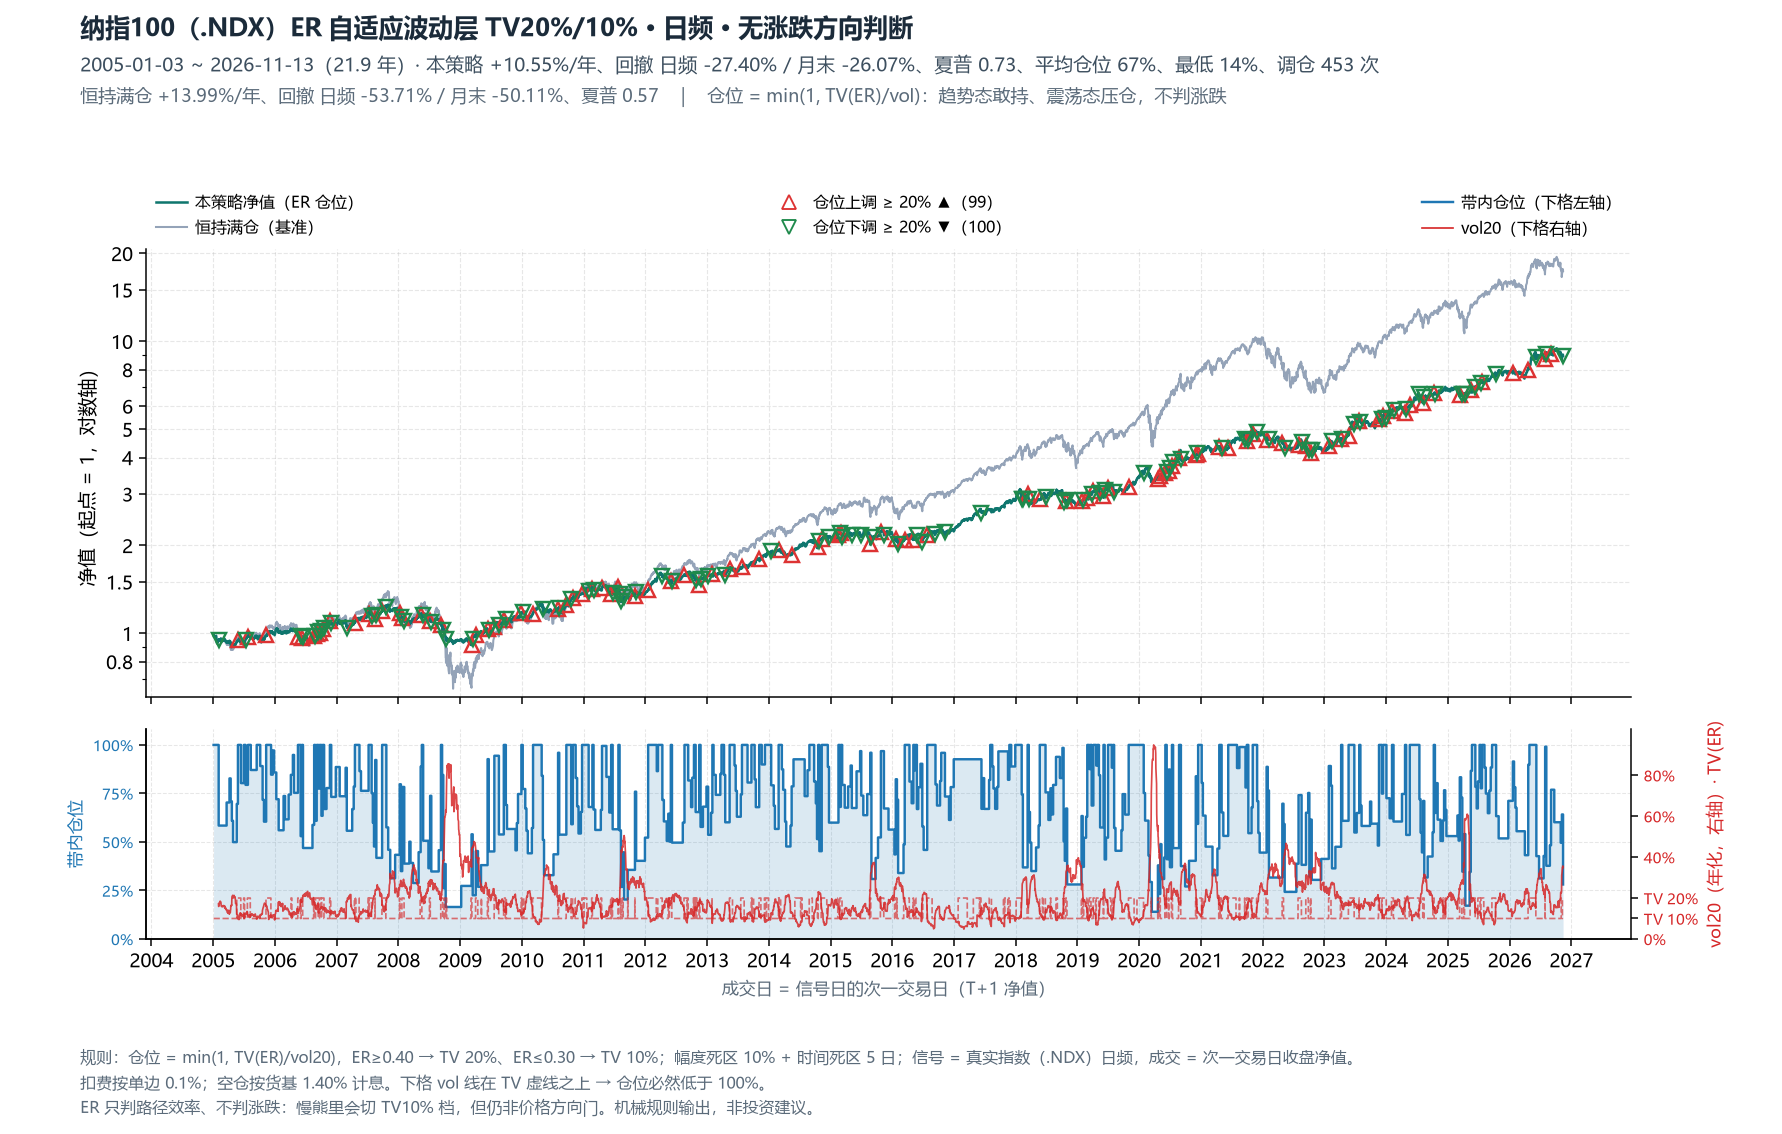 纳指100（.NDX）ER 自适应波动层 TV20%/10% • 日频 • 无涨跌方向判断
2005-01-03 ~ 2026-11-13（21.9 年）· 本策略 +10.55%/年、回撤 日频 -27.40% / 月末 -26.07%、夏普 0.73、平均仓位 67%、最低 14%、调仓 453 次
恒持满仓 +13.99%/年、回撤 日频 -53.71% / 月末 -50.11%、夏普 0.57 | 仓位 = min(1, TV(ER)/vol)：趋势态敢持、震荡态压仓，不判涨跌
本策略净值（ER 仓位）
恒持满仓（基准）
仓位上调 ≥ 20% ▲（99）
仓位下调 ≥ 20% ▼（100）
带内仓位（下格左轴）
vol20（下格右轴）
净值（起点 = 1，对数轴）
20
15
10
8
6
5
4
3
2
1.5
1
0.8
带内仓位
100%
75%
50%
25%
0%
80%
60%
40%
TV 20%
TV 10%
0%
vol20（年化，右轴）· TV(ER)
2004 2005 2006 2007 2008 2009 2010 2011 2012 2013 2014 2015 2016 2017 2018 2019 2020 2021 2022 2023 2024 2025 2026 2027
成交日 = 信号日的次一交易日（T+1 净值）
规则：仓位 = min(1, TV(ER)/vol20)，ER≥0.40 → TV 20%、ER≤0.30 → TV 10%；幅度死区 10% + 时间死区 5 日；信号 = 真实指数（.NDX）日频，成交 = 次一交易日收盘净值。
扣费按单边 0.1%；空仓按货基 1.40% 计息。下格 vol 线在 TV 虚线之上 → 仓位必然低于 100%。
ER 只判路径效率、不判涨跌：慢熊里会切 TV10% 档，但仍非价格方向门。机械规则输出，非投资建议。